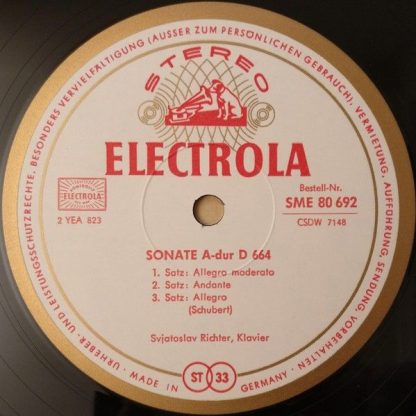 URHEBER- UND LEISTUNGSSCHUTZRECHTE, BESONDERS VERVIELFÄLTIGUNG (AUSSER ZUM PERSÖNLICHEN GEBRAUCH), VERMIETUNG, AUFFÜHRUNG, SENDUNG, VORBEHALTEN ·
STEREO
ELECTROLA
ELECTROLA
2 YEA 823
Bestell-Nr.
SME 80 692
CSDW 7148
SONATE A-dur D 664
1. Satz: Allegro moderato
2. Satz: Andante
3. Satz: Allegro
(Schubert)
Svjatoslav Richter, Klavier
MADE IN
ST 33
GERMANY ·